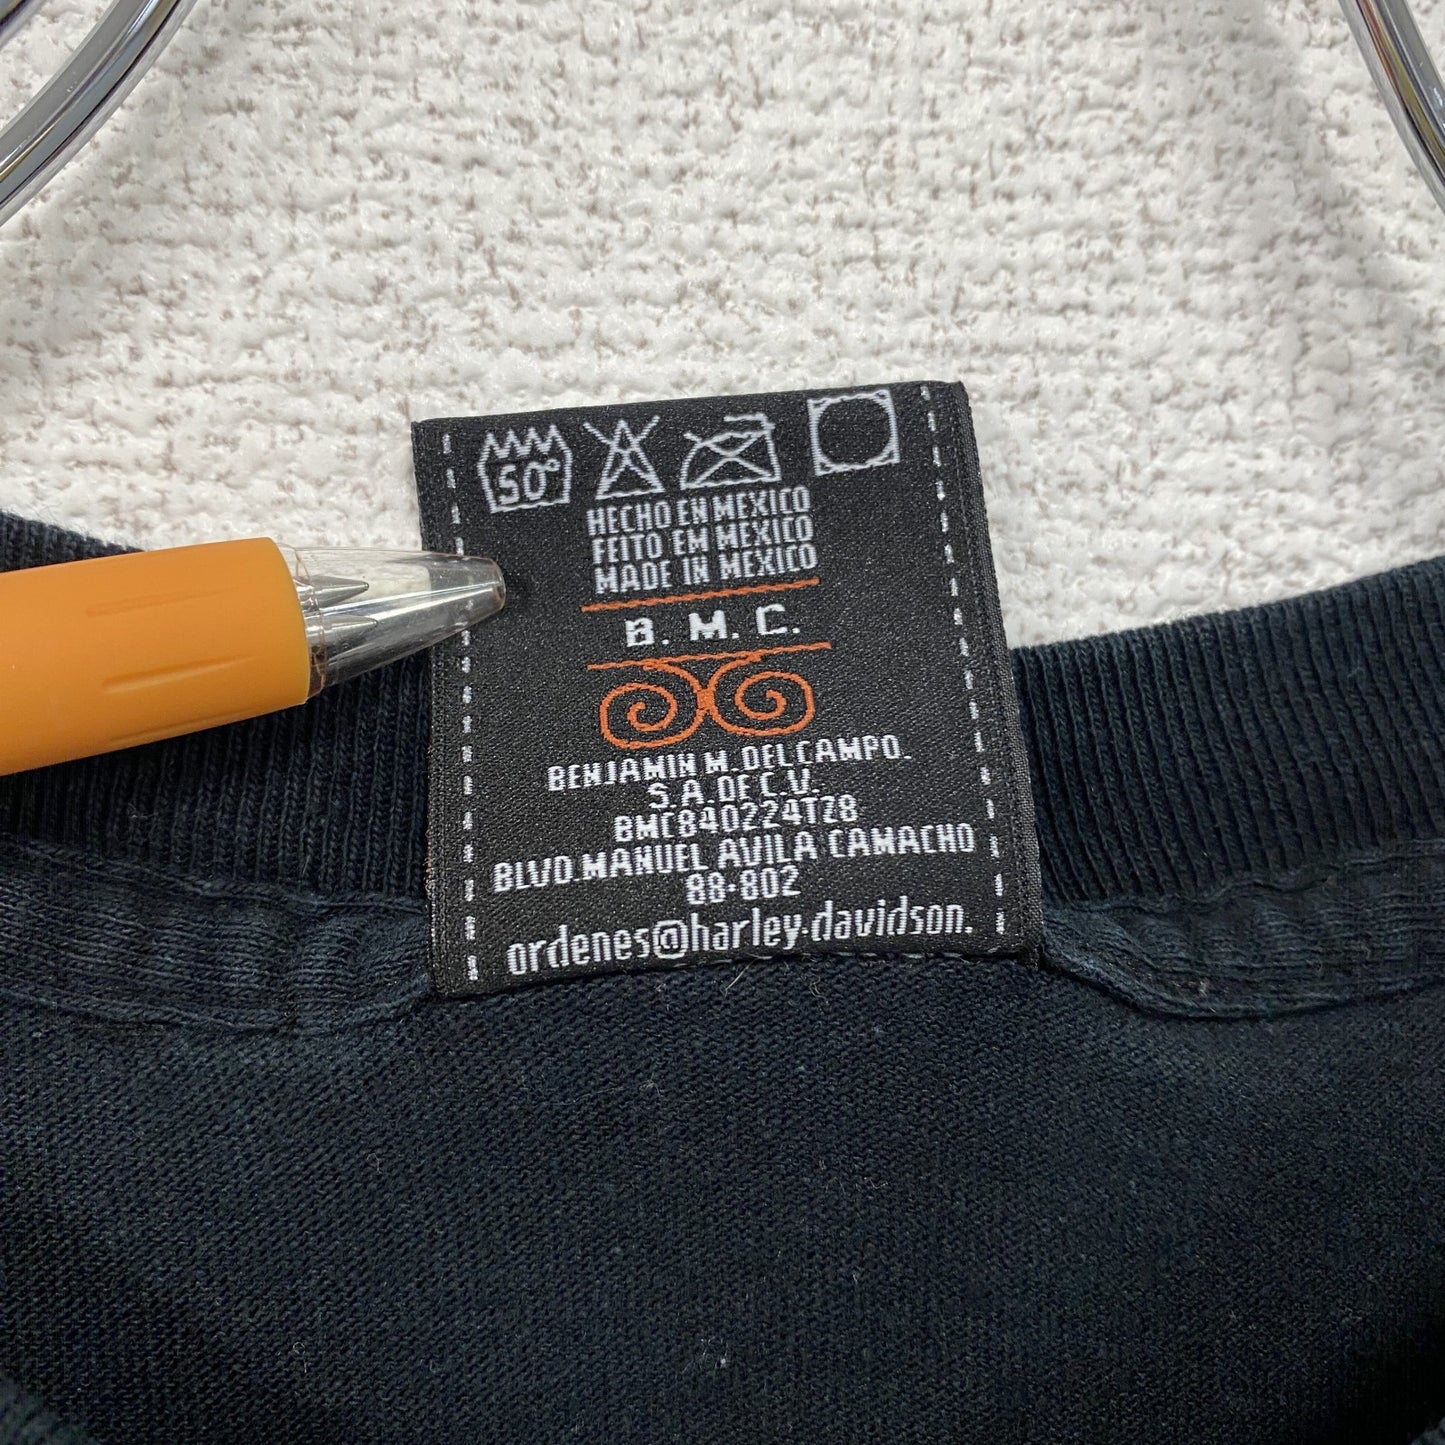 50°
HECHO EN MEXICO
FEITO EM MEXICO
MADE IN MEXICO
B. M. C.
BENJAMIN M. DEL CAMPO.
S.A. DE C.V.
BMC840224TZ8
BLVD. MANUEL AVILA CAMACHO
88-802
ordenes@harley-davidson.